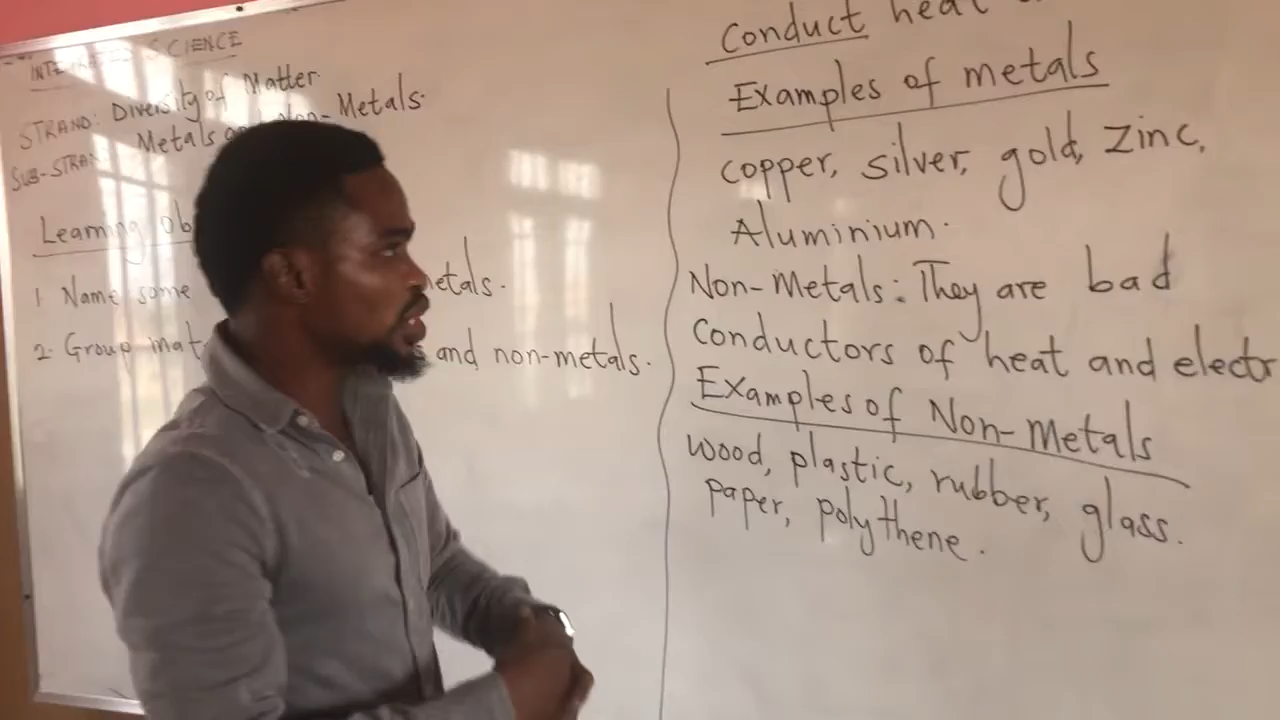 INTEGRATED SCIENCE
STRAND: Diversity of Matter.
SUB-STRAN Metals Non-Metals.
Learning Ob
1 Name some etals.
2. Group mat and non-metals.
Conduct heat
Examples of metals
copper, silver, gold, zinc,
Aluminium.
Non-Metals: They are bad
Conductors of heat and electr
Examples of Non-Metals
wood, plastic, rubber, glass.
paper, polythene.